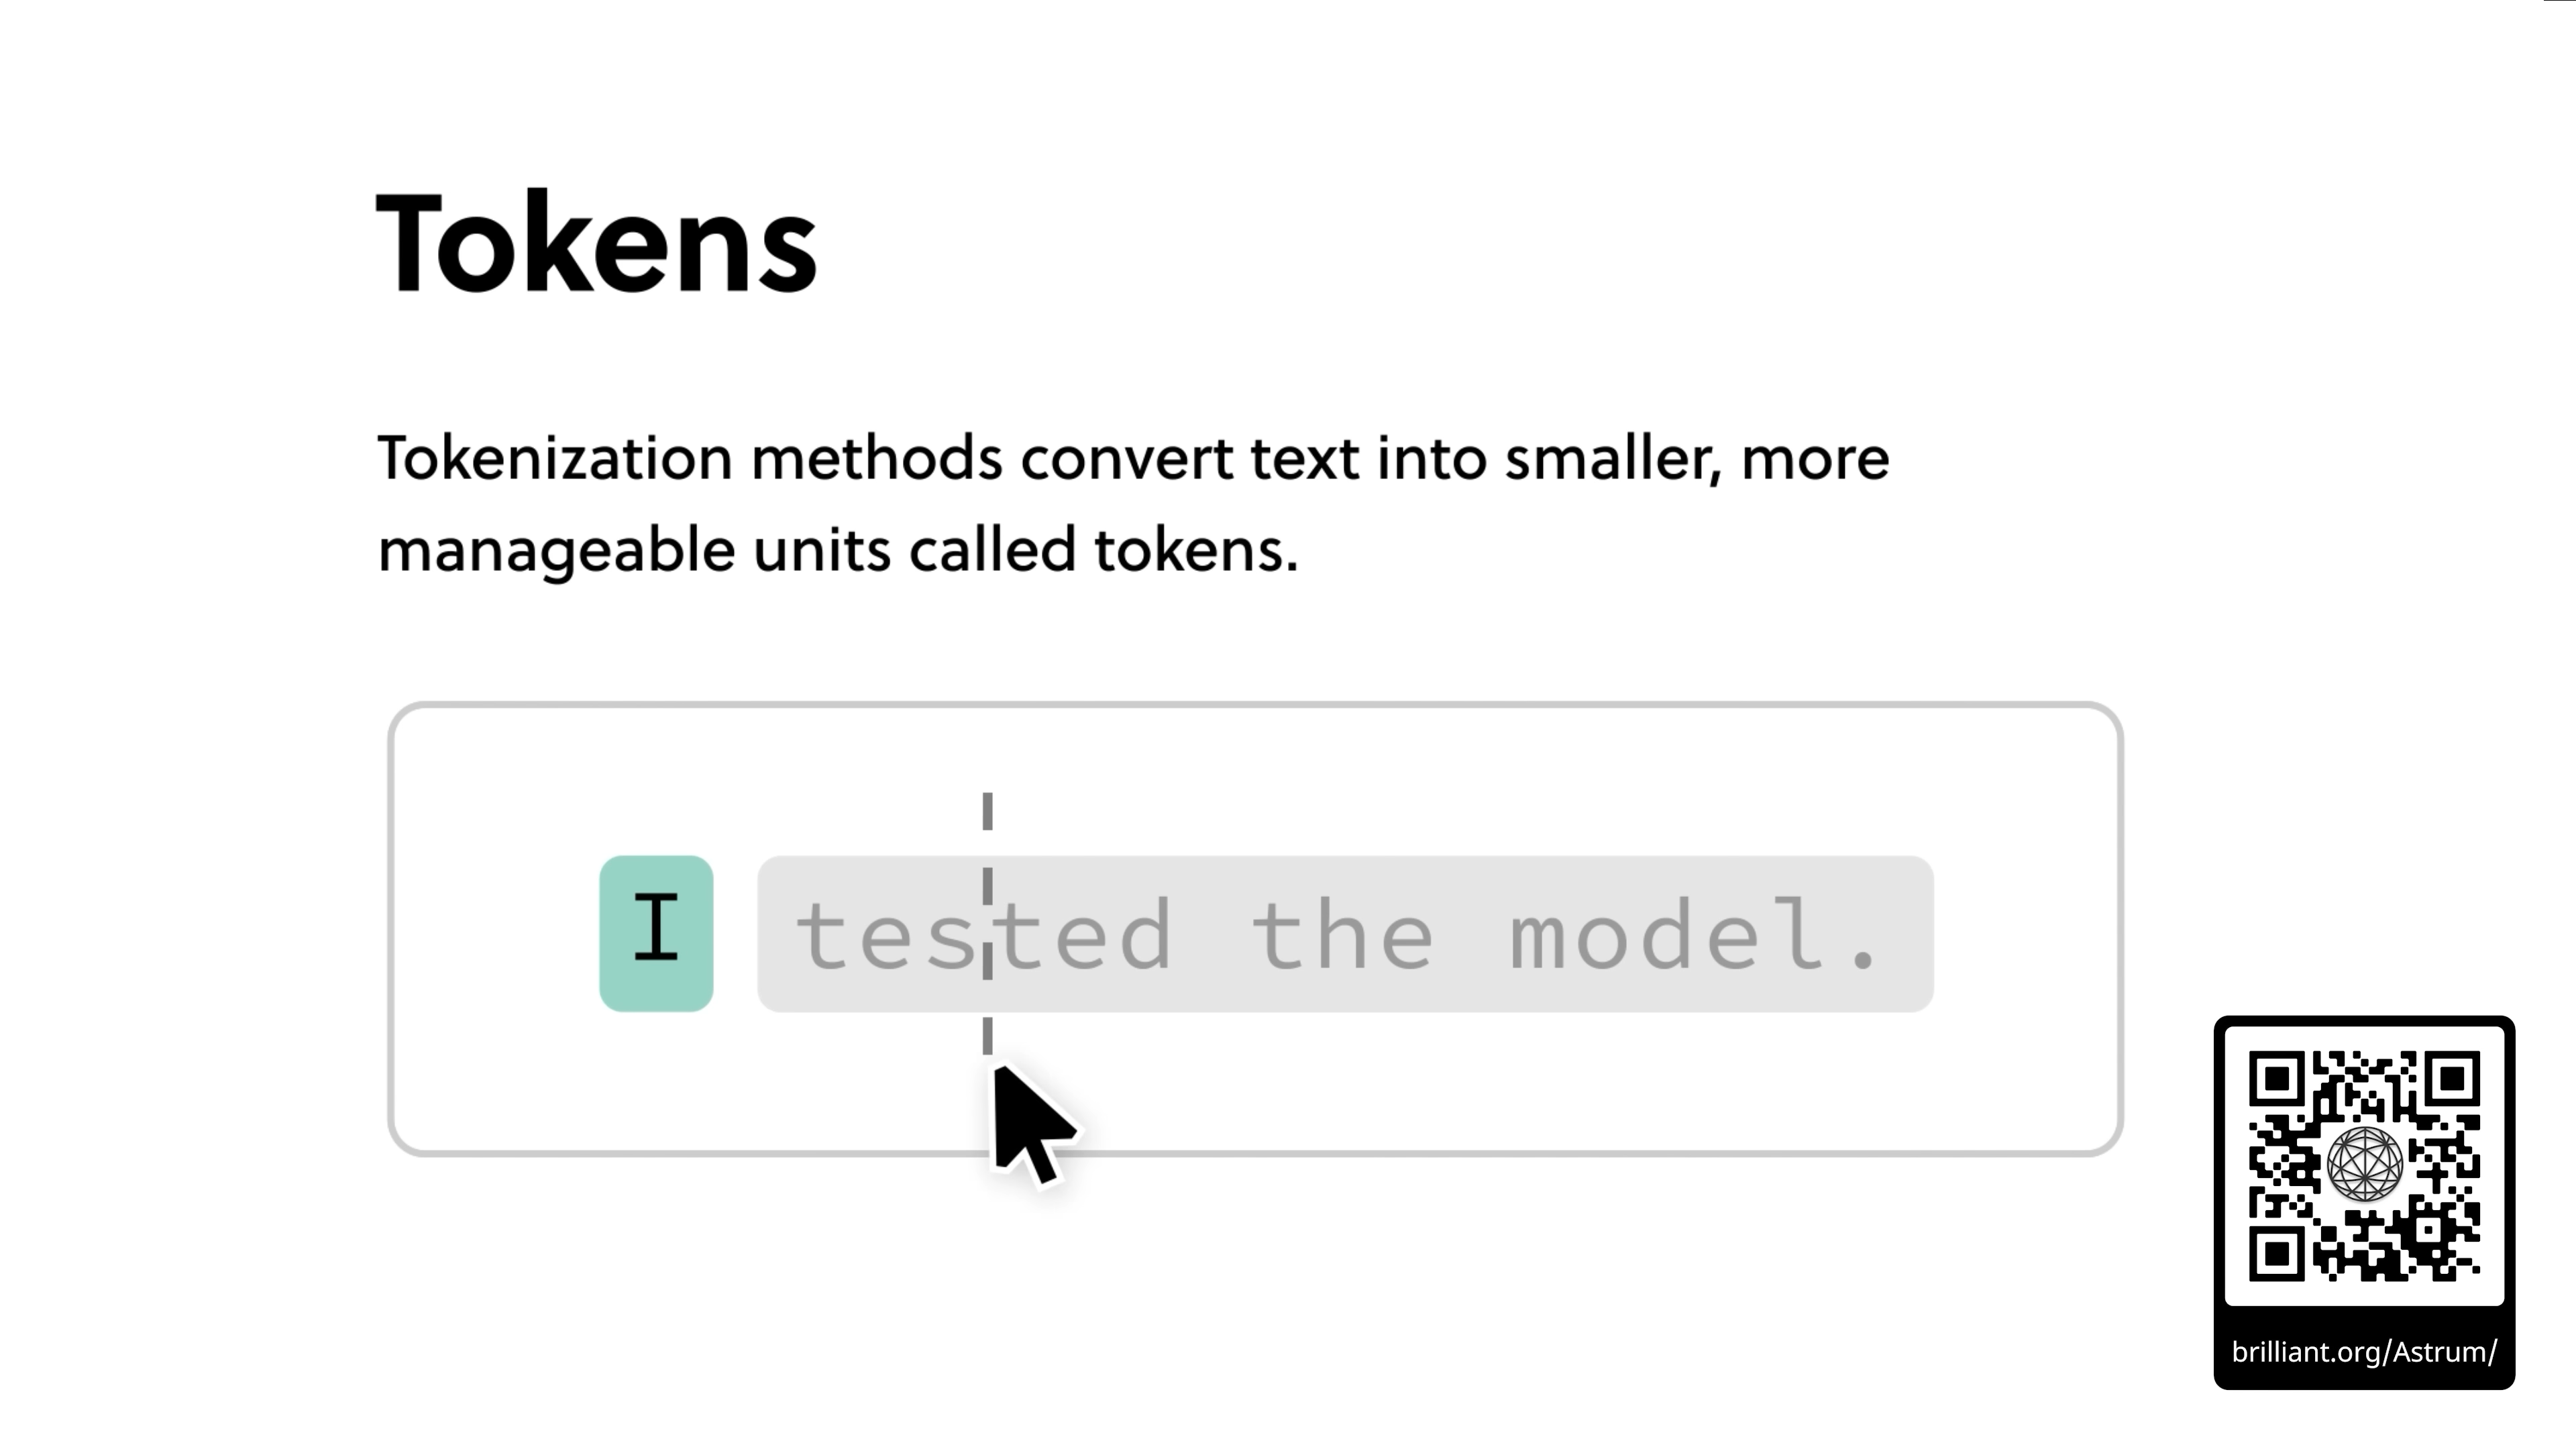 Tokens
Tokenization methods convert text into smaller, more
manageable units called tokens.
I tested the model.
brilliant.org/Astrum/